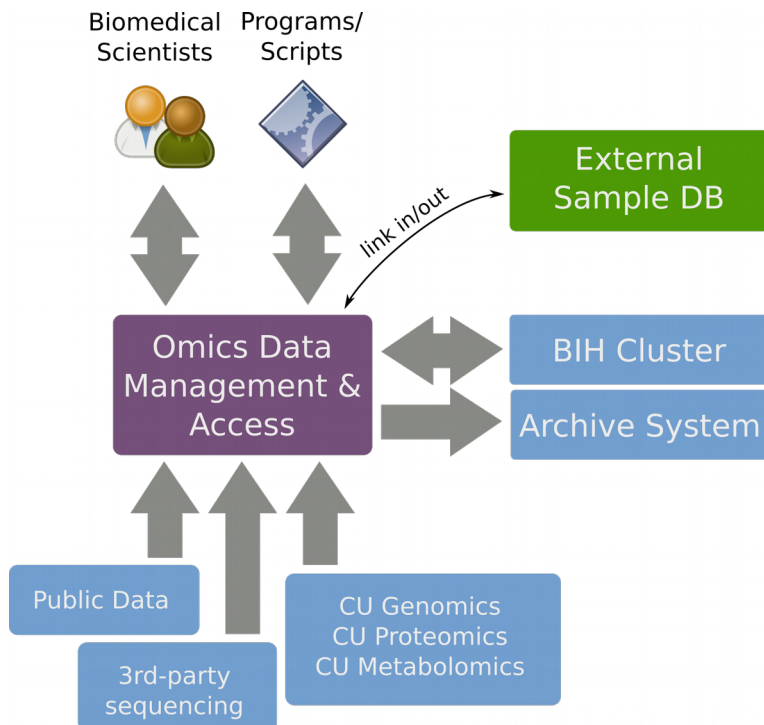 Biomedical
Scientists
Programs/
Scripts
External
Sample DB
link in/out
Omics Data
Management &
Access
BIH Cluster
Archive System
Public Data
3rd-party
sequencing
CU Genomics
CU Proteomics
CU Metabolomics